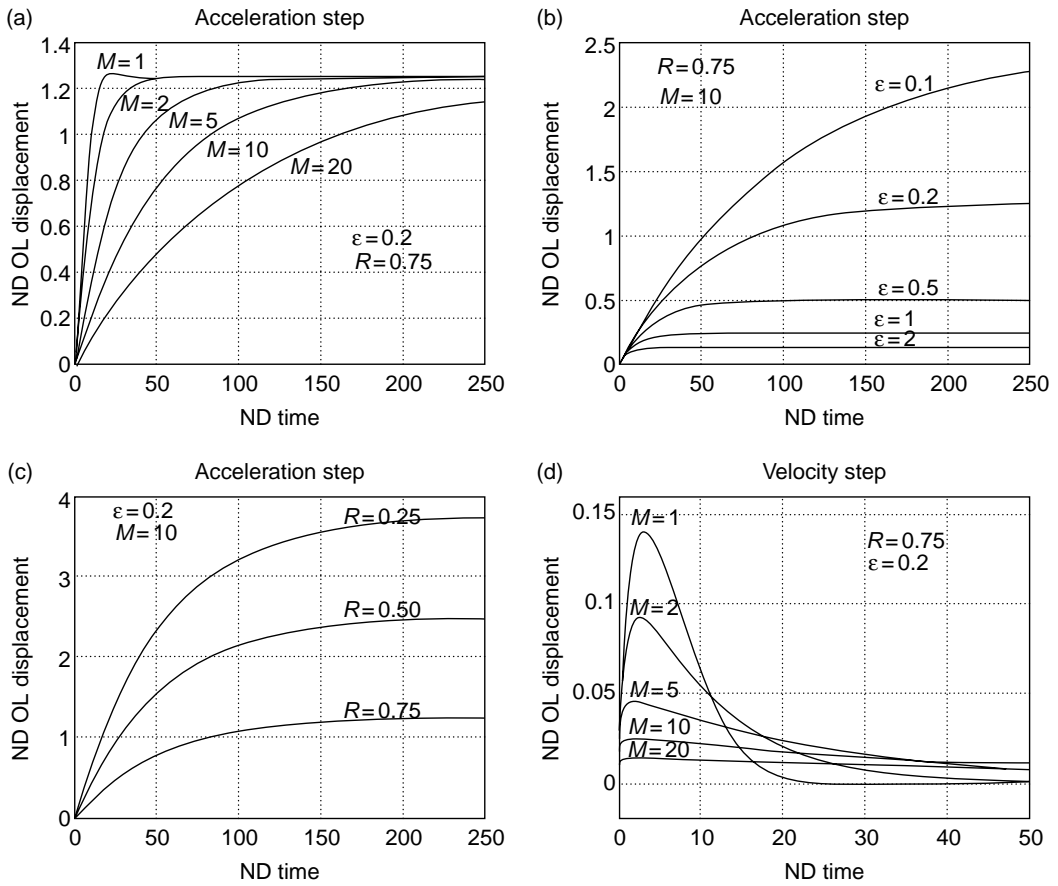 (a)
Acceleration step
1.4
1.2
1
0.8
0.6
0.4
0.2
0
ND OL displacement
M=1
M=2
M=5
M=10
M=20
ε=0.2
R=0.75
0
50
100
150
200
250
ND time
(b)
Acceleration step
2.5
2
1.5
1
0.5
0
ND OL displacement
R=0.75
M=10
ε=0.1
ε=0.2
ε=0.5
ε=1
ε=2
0
50
100
150
200
250
ND time
(c)
Acceleration step
4
3
2
1
0
ND OL displacement
ε=0.2
M=10
R=0.25
R=0.50
R=0.75
0
50
100
150
200
250
ND time
(d)
Velocity step
0.15
0.1
0.05
0
ND OL displacement
M=1
M=2
M=5
M=10
M=20
R=0.75
ε=0.2
0
10
20
30
40
50
ND time